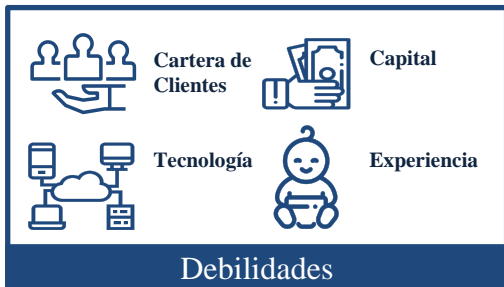 Cartera de
Clientes
Capital
Tecnología
Experiencia
Debilidades